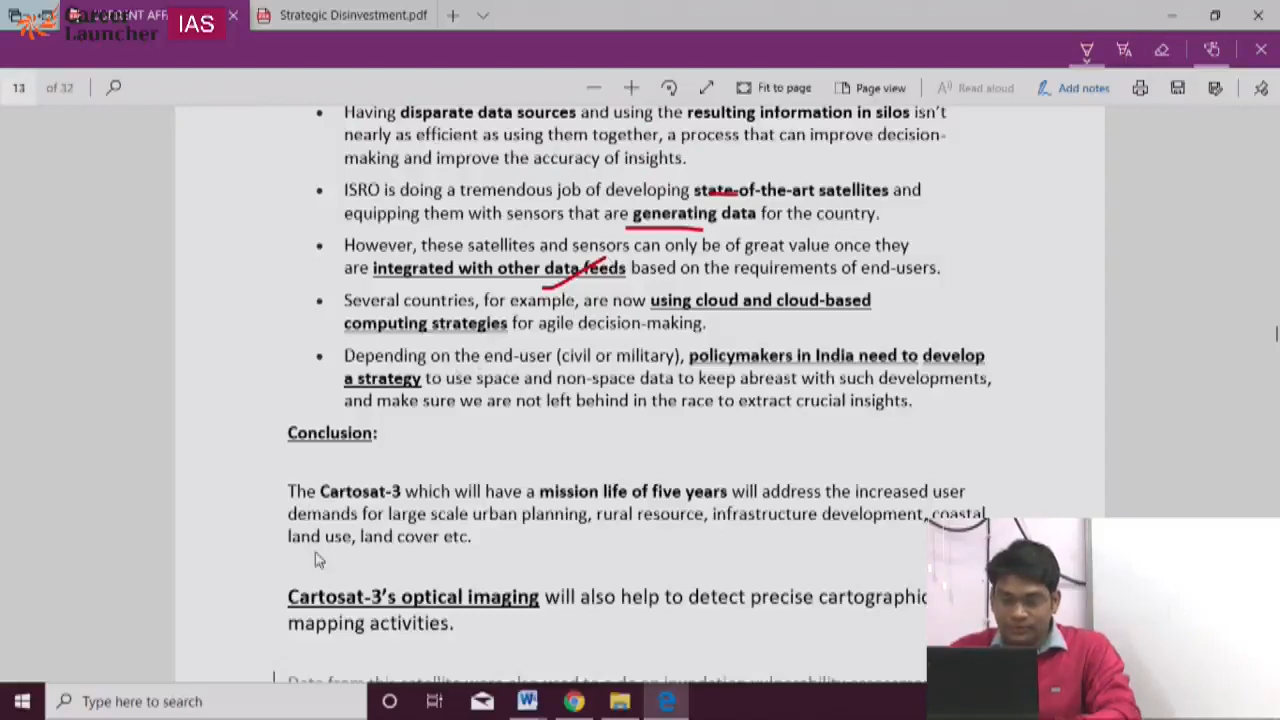 CURRENT AFF
Strategic Disinvestment.pdf
Career
Launcher
IAS
13
of 32
Fit to page
Page view
Read aloud
Add notes
• Having disparate data sources and using the resulting information in silos isn't
nearly as efficient as using them together, a process that can improve decision-
making and improve the accuracy of insights.
• ISRO is doing a tremendous job of developing state-of-the-art satellites and
equipping them with sensors that are generating data for the country.
• However, these satellites and sensors can only be of great value once they
are integrated with other data feeds based on the requirements of end-users.
• Several countries, for example, are now using cloud and cloud-based
computing strategies for agile decision-making.
• Depending on the end-user (civil or military), policymakers in India need to develop
a strategy to use space and non-space data to keep abreast with such developments,
and make sure we are not left behind in the race to extract crucial insights.
Conclusion:
The Cartosat-3 which will have a mission life of five years will address the increased user
demands for large scale urban planning, rural resource, infrastructure development, coastal
land use, land cover etc.
Cartosat-3's optical imaging will also help to detect precise cartographic
mapping activities.
Type here to search